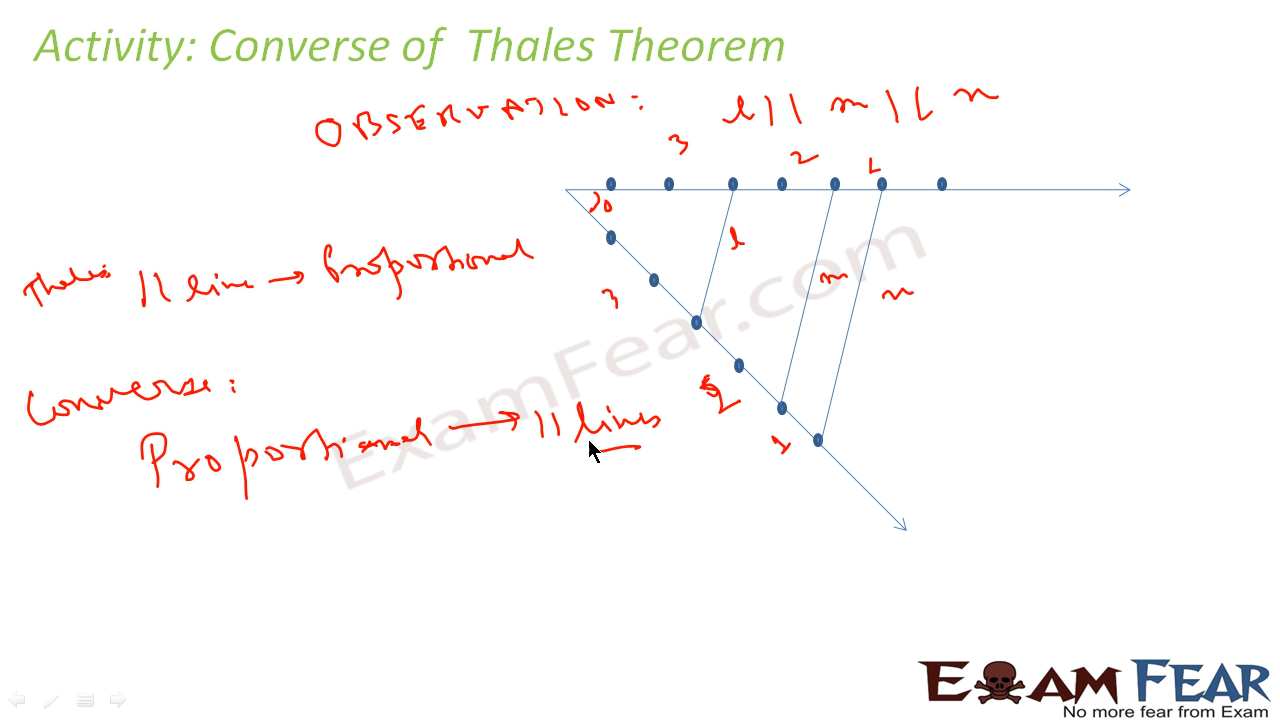 Activity: Converse of Thales Theorem
OBSERVATION: l || m || n
3 2 1
l
m
n
Thales || line → Proportional
3
2
1
Converse:
Proportional → || lines
ExamFear.com
EXAM FEAR
No more fear from Exam